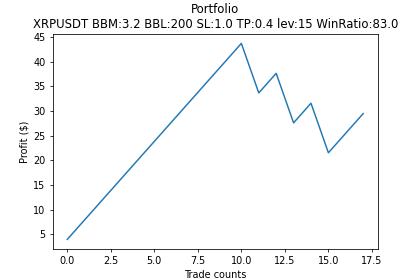 Portfolio
XRPUSDT BBM:3.2 BBL:200 SL:1.0 TP:0.4 lev:15 WinRatio:83.0
45
40
35
30
25
20
15
10
5
Profit ($)
0.0 2.5 5.0 7.5 10.0 12.5 15.0 17.5
Trade counts